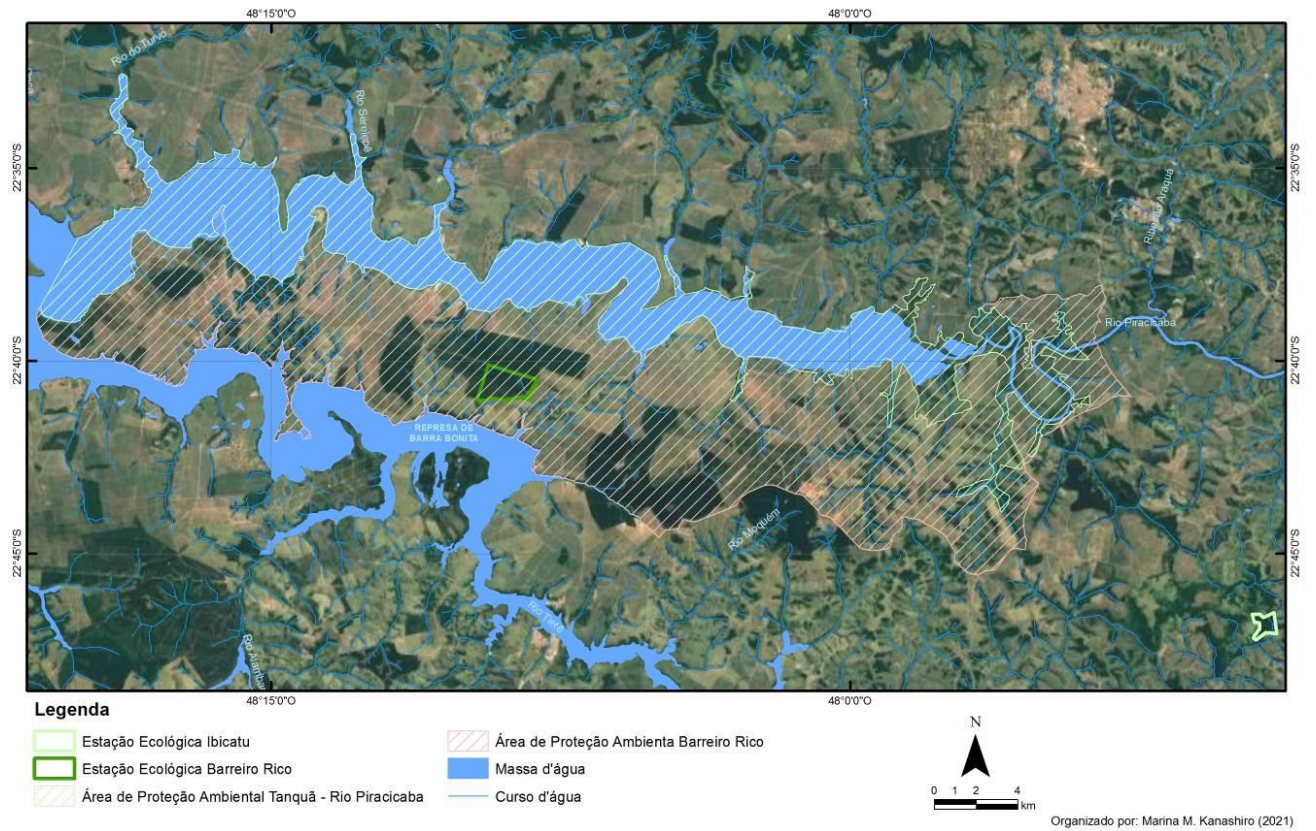 48°15'0"O
48°0'0"O
Rio do Turvo
22°35'0"S
22°35'0"S
Ribeirão Araquá
Rio Piracicaba
22°40'0"S
22°40'0"S
REPRESA DE
BARRA BONITA
Rio Moquém
22°45'0"S
22°45'0"S
Rio Tietê
48°15'0"O
48°0'0"O
Legenda
Estação Ecológica Ibicatu
Estação Ecológica Barreiro Rico
Área de Proteção Ambiental Tanquã - Rio Piracicaba
Área de Proteção Ambienta Barreiro Rico
Massa d'água
Curso d'água
N
0 1 2 4
km
Organizado por: Marina M. Kanashiro (2021)